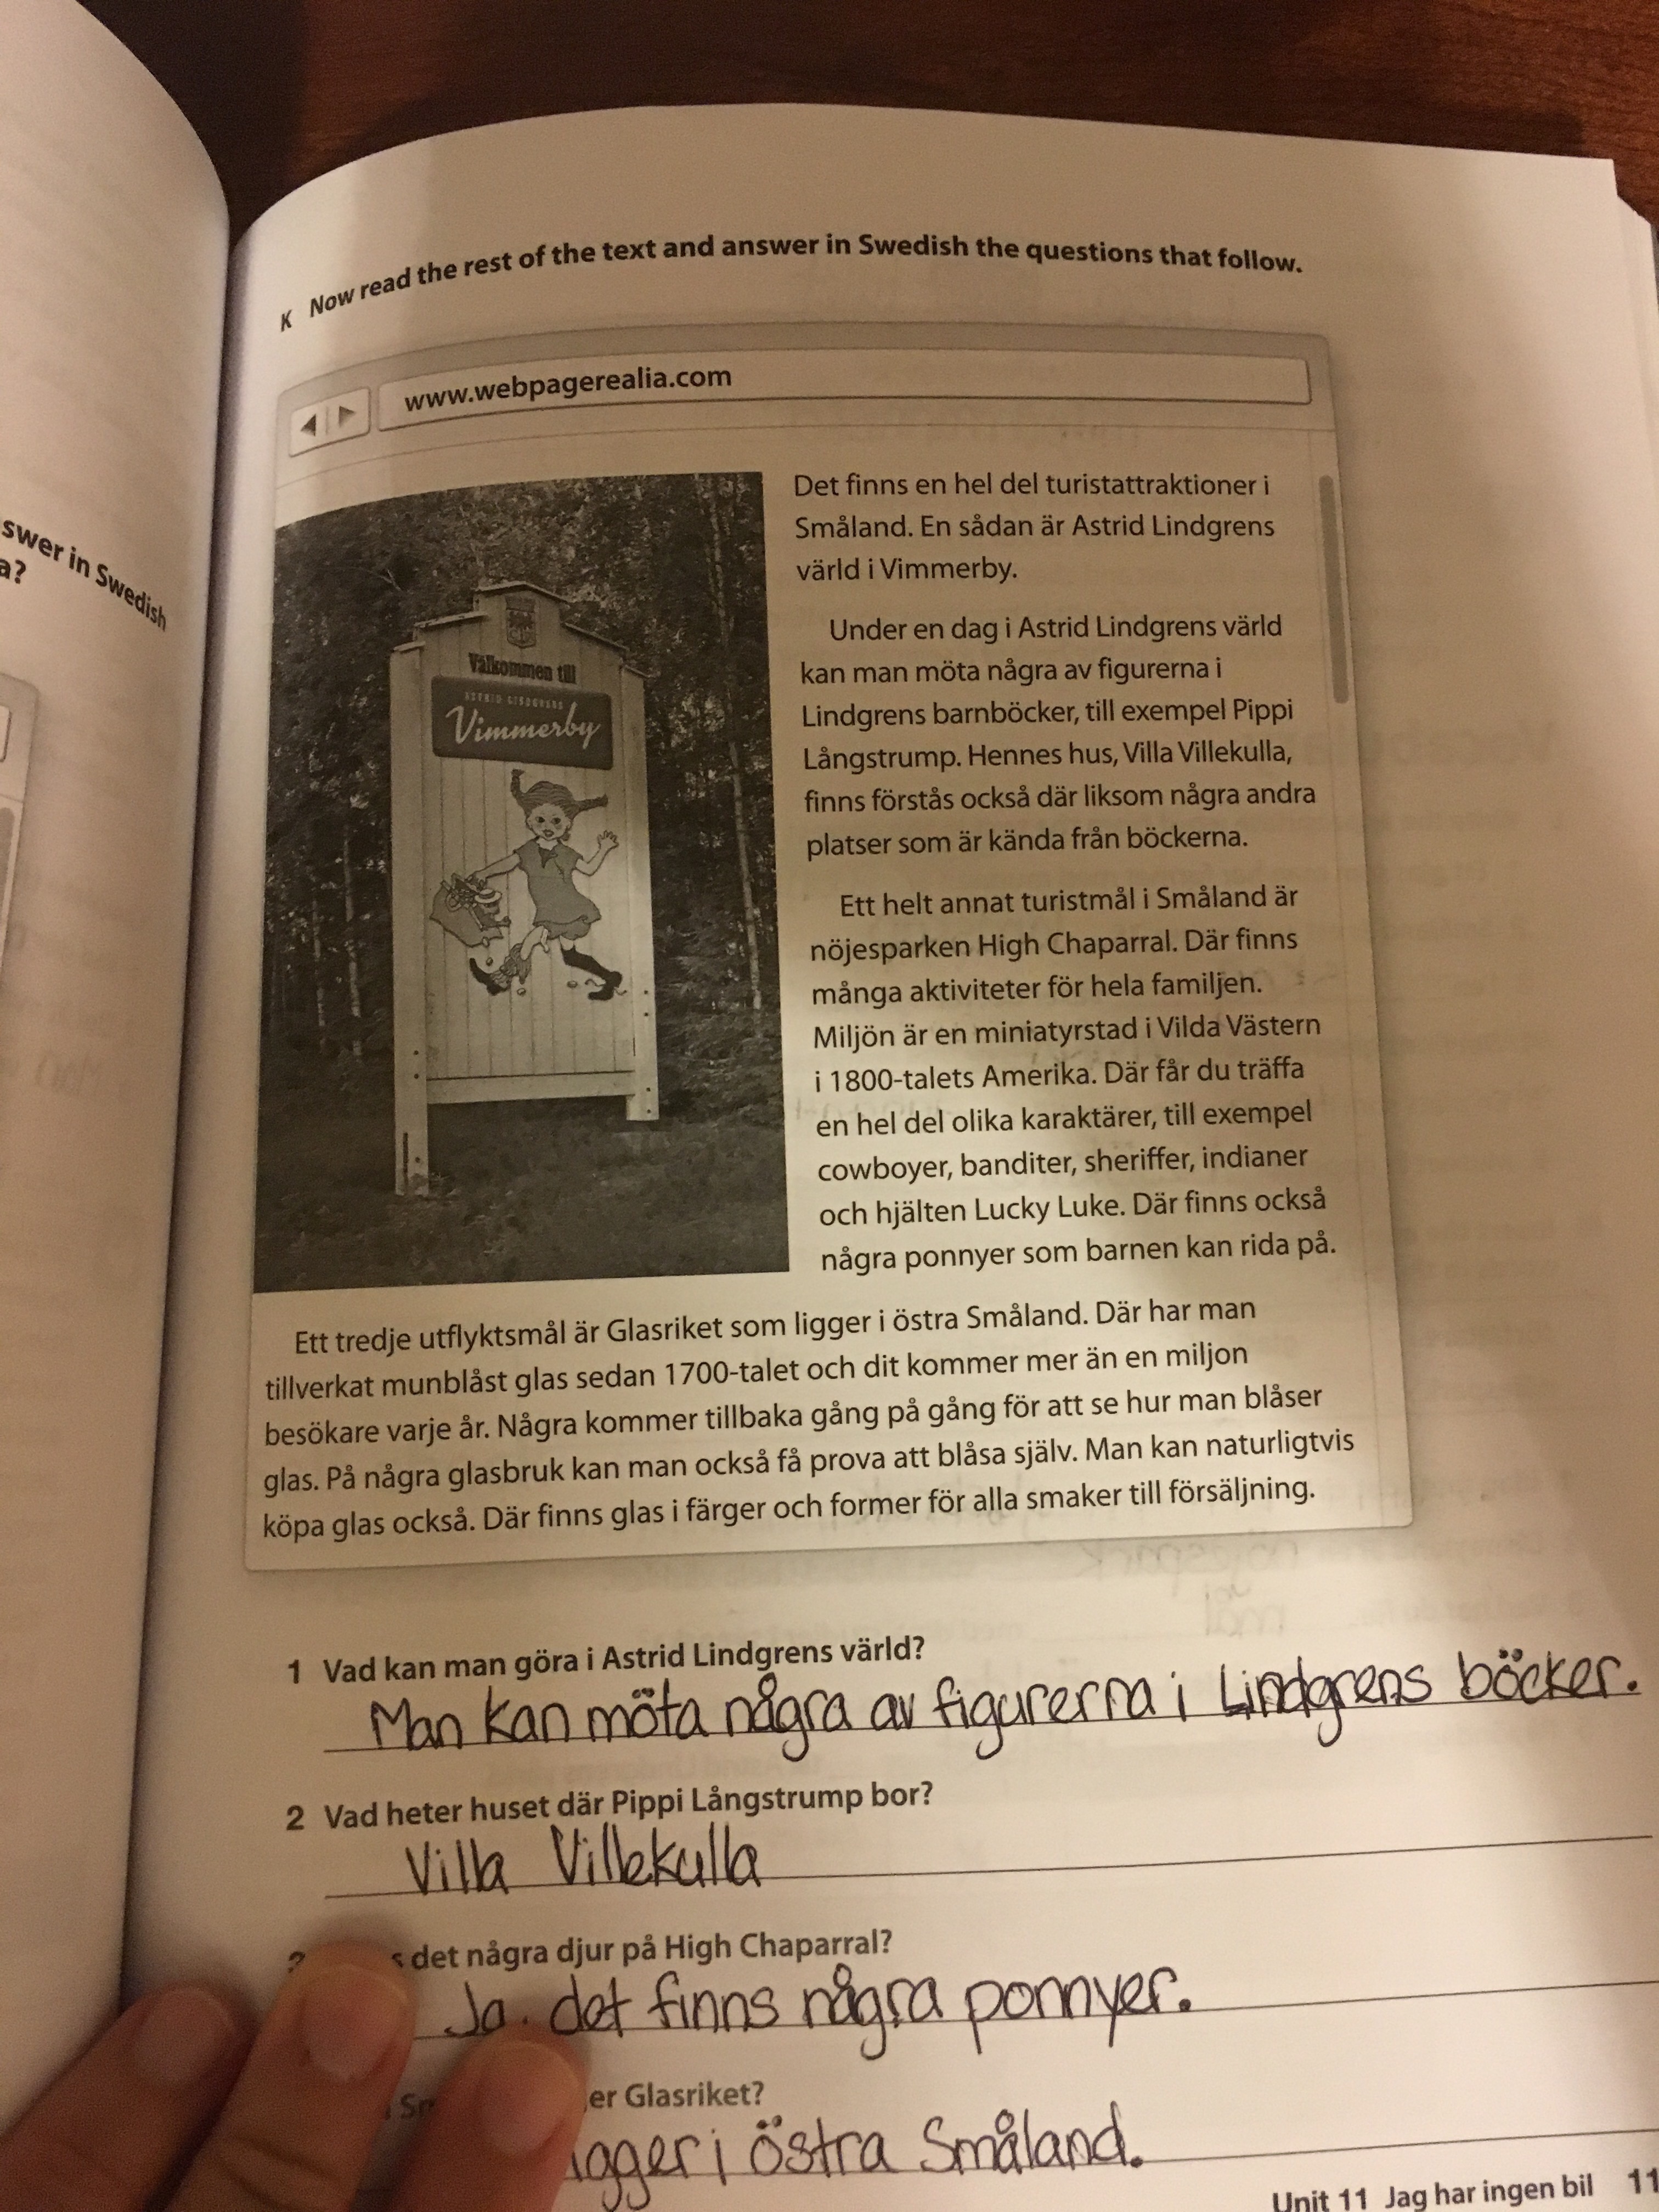 swer in Swedish
a?
K Now read the rest of the text and answer in Swedish the questions that follow.
www.webpagerealia.com
Välkommen till
ASTRID LINDGRENS
Vimmerby
Det finns en hel del turistattraktioner i
Småland. En sådan är Astrid Lindgrens
värld i Vimmerby.
Under en dag i Astrid Lindgrens värld
kan man möta några av figurerna i
Lindgrens barnböcker, till exempel Pippi
Långstrump. Hennes hus, Villa Villekulla,
finns förstås också där liksom några andra
platser som är kända från böckerna.
Ett helt annat turistmål i Småland är
nöjesparken High Chaparral. Där finns
många aktiviteter för hela familjen.
Miljön är en miniatyrstad i Vilda Västern
i 1800-talets Amerika. Där får du träffa
en hel del olika karaktärer, till exempel
cowboyer, banditer, sheriffer, indianer
och hjälten Lucky Luke. Där finns också
några ponnyer som barnen kan rida på.
Ett tredje utflyktsmål är Glasriket som ligger i östra Småland. Där har man
tillverkat munblåst glas sedan 1700-talet och dit kommer mer än en miljon
besökare varje år. Några kommer tillbaka gång på gång för att se hur man blåser
glas. På några glasbruk kan man också få prova att blåsa själv. Man kan naturligtvis
köpa glas också. Där finns glas i färger och former för alla smaker till försäljning.
1 Vad kan man göra i Astrid Lindgrens värld?
Man kan möta några av figurerna i Lindgrens böcker.
2 Vad heter huset där Pippi Långstrump bor?
Villa Villekulla
det några djur på High Chaparral?
Ja. det finns några ponnyer.
er Glasriket?
igger i östra Småland.
Unit 11 Jag har ingen bil 11